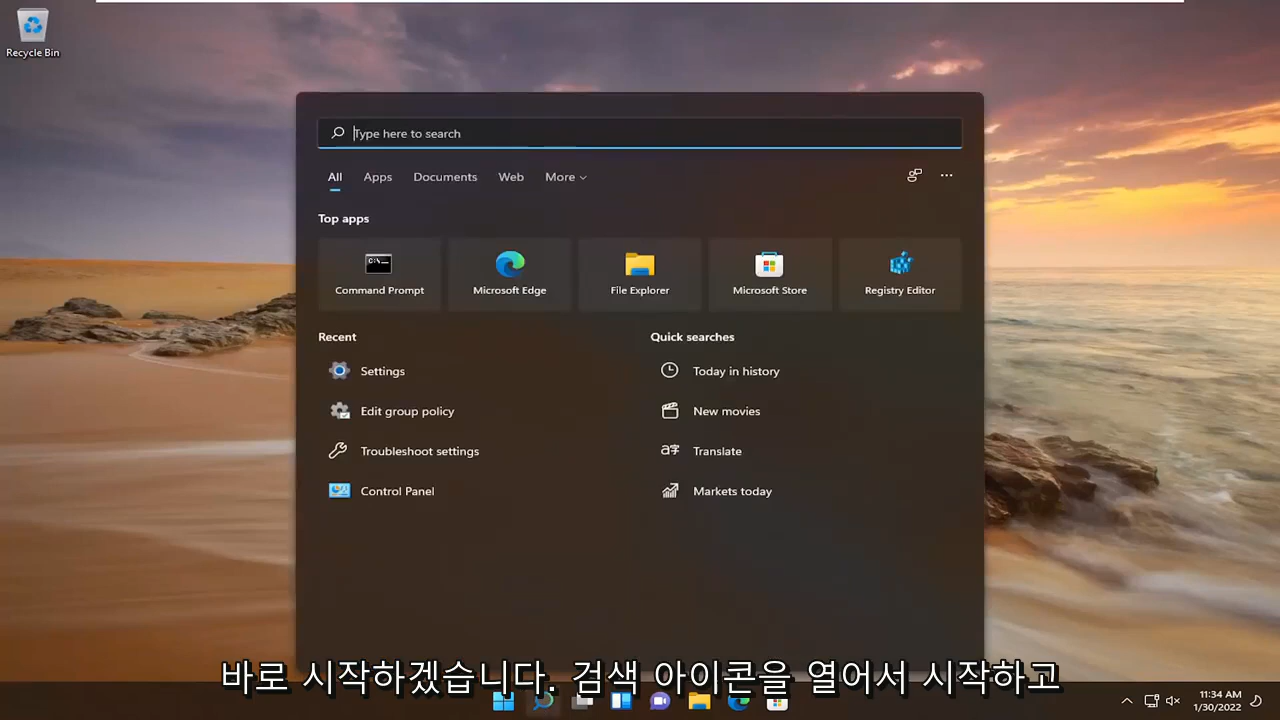 Recycle Bin
Type here to search
All Apps Documents Web More
Top apps
Command Prompt Microsoft Edge File Explorer Microsoft Store Registry Editor
Recent Quick searches
Settings Today in history
Edit group policy New movies
Troubleshoot settings Translate
Control Panel Markets today
바로 시작하겠습니다. 검색 아이콘을 열어서 시작하고
11:34 AM
1/30/2022